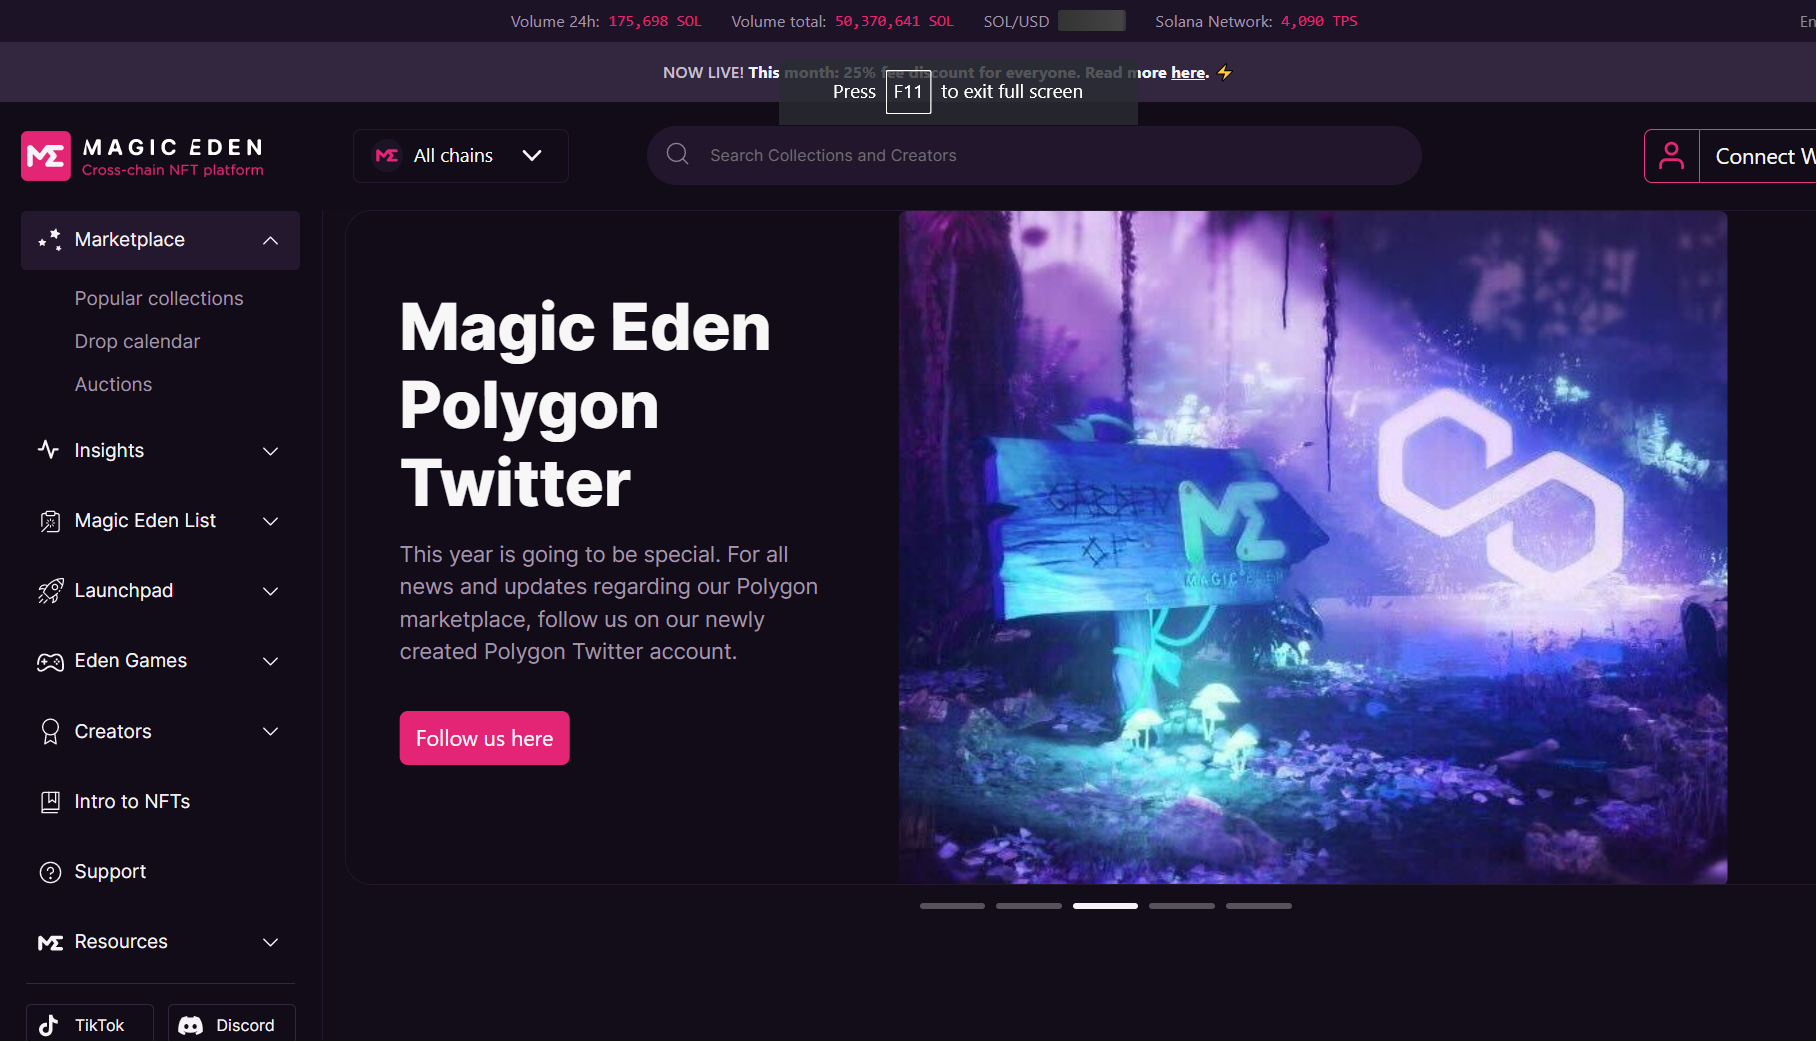 Volume 24h: 175,698 SOL Volume total: 50,370,641 SOL SOL/USD Solana Network: 4,090 TPS En
NOW LIVE! This month: 25% fee discount for everyone. Read more here. ⚡
Press F11 to exit full screen
MAGIC EDEN
Cross-chain NFT platform
All chains
Search Collections and Creators
Connect W
Marketplace
Popular collections
Drop calendar
Auctions
Insights
Magic Eden List
Launchpad
Eden Games
Creators
Intro to NFTs
Support
Resources
TikTok Discord
Magic Eden
Polygon
Twitter
This year is going to be special. For all
news and updates regarding our Polygon
marketplace, follow us on our newly
created Polygon Twitter account.
Follow us here
GARDEN
OF
ME
MAGIC EDEN